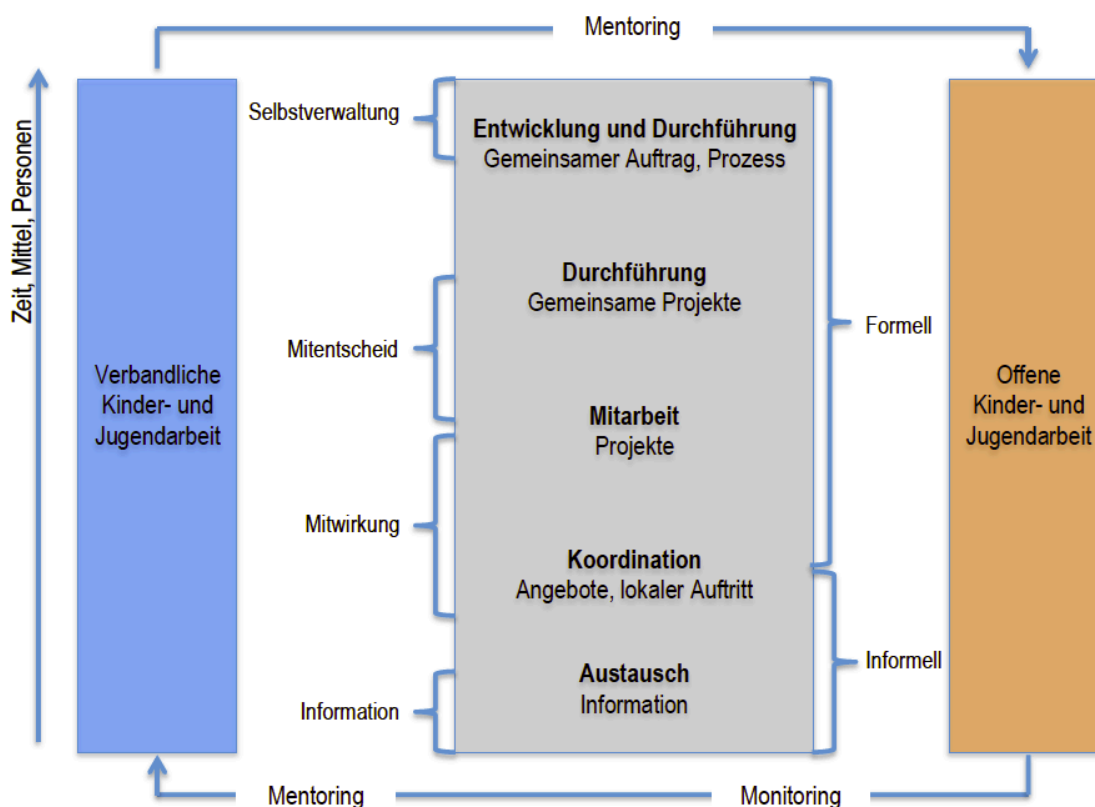 Mentoring
Zeit, Mittel, Personen
Verbandliche
Kinder- und
Jugendarbeit
Selbstverwaltung
Mitentscheid
Mitwirkung
Information
Entwicklung und Durchführung
Gemeinsamer Auftrag, Prozess
Durchführung
Gemeinsame Projekte
Mitarbeit
Projekte
Koordination
Angebote, lokaler Auftritt
Austausch
Information
Formell
Informell
Offene
Kinder- und
Jugendarbeit
Mentoring
Monitoring